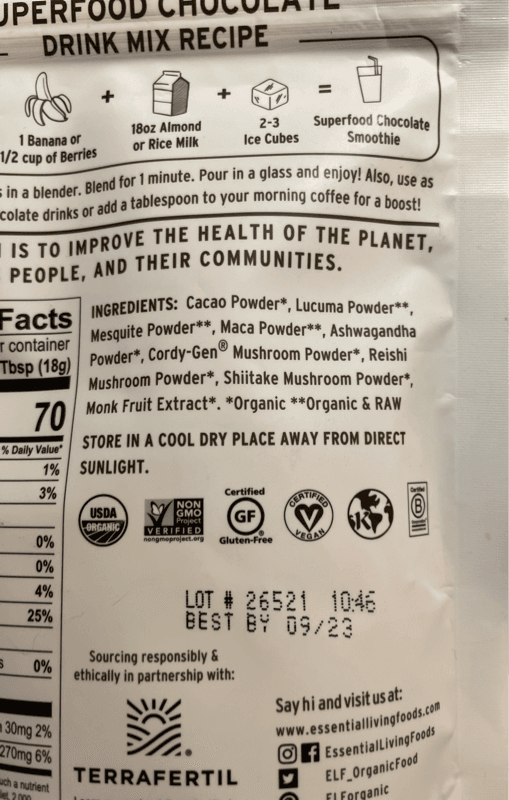 UPERFOOD CHOCOLATE
DRINK MIX RECIPE
+ + =
1 Banana or
1/2 cup of Berries
18oz Almond
or Rice Milk
2-3
Ice Cubes
Superfood Chocolate
Smoothie
in a blender. Blend for 1 minute. Pour in a glass and enjoy! Also, use as
colate drinks or add a tablespoon to your morning coffee for a boost!
IS TO IMPROVE THE HEALTH OF THE PLANET,
PEOPLE, AND THEIR COMMUNITIES.
Facts
r container
Tbsp (18g)
70
% Daily Value*
1%
3%
0%
0%
4%
25%
0%
30mg 2%
270mg 6%
uch a nutrient
INGREDIENTS: Cacao Powder*, Lucuma Powder**,
Mesquite Powder**, Maca Powder**, Ashwagandha
Powder*, Cordy-Gen® Mushroom Powder*, Reishi
Mushroom Powder*, Shiitake Mushroom Powder*,
Monk Fruit Extract*. *Organic **Organic & RAW
STORE IN A COOL DRY PLACE AWAY FROM DIRECT
SUNLIGHT.
USDA
ORGANIC
NON
GMO
Project
VERIFIED
nongmoproject.org
Certified
GF
Gluten-Free
CERTIFIED
VEGAN
K
Certified
B
LOT # 26521 10:46
BEST BY 09/23
Sourcing responsibly &
ethically in partnership with:
TERRAFERTIL
Say hi and visit us at:
www.essentiallivingfoods.com
EssentialLivingFoods
ELF_OrganicFood
ELForganic